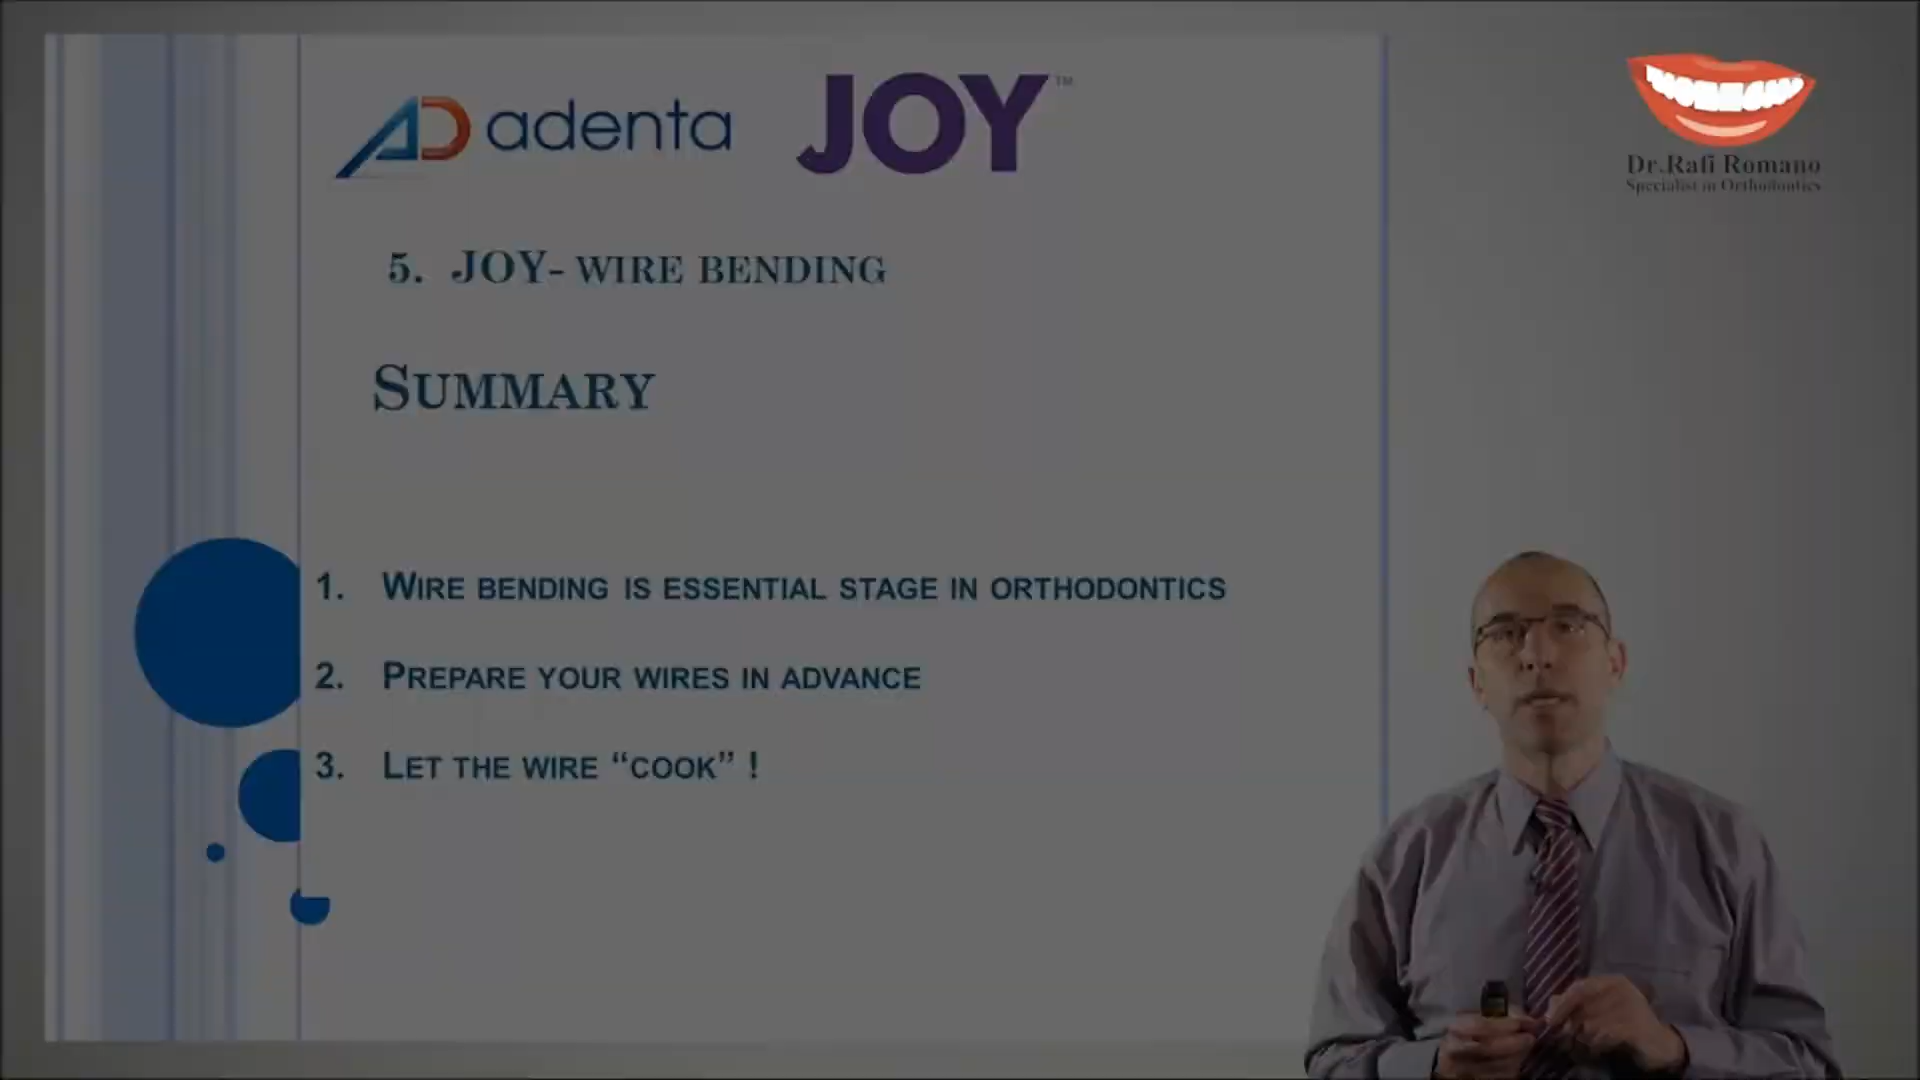 adenta JOY™
Dr.Rafi Romano
Specialist in Orthodontics
5. JOY- WIRE BENDING
SUMMARY
1. WIRE BENDING IS ESSENTIAL STAGE IN ORTHODONTICS
2. PREPARE YOUR WIRES IN ADVANCE
3. LET THE WIRE “COOK” !